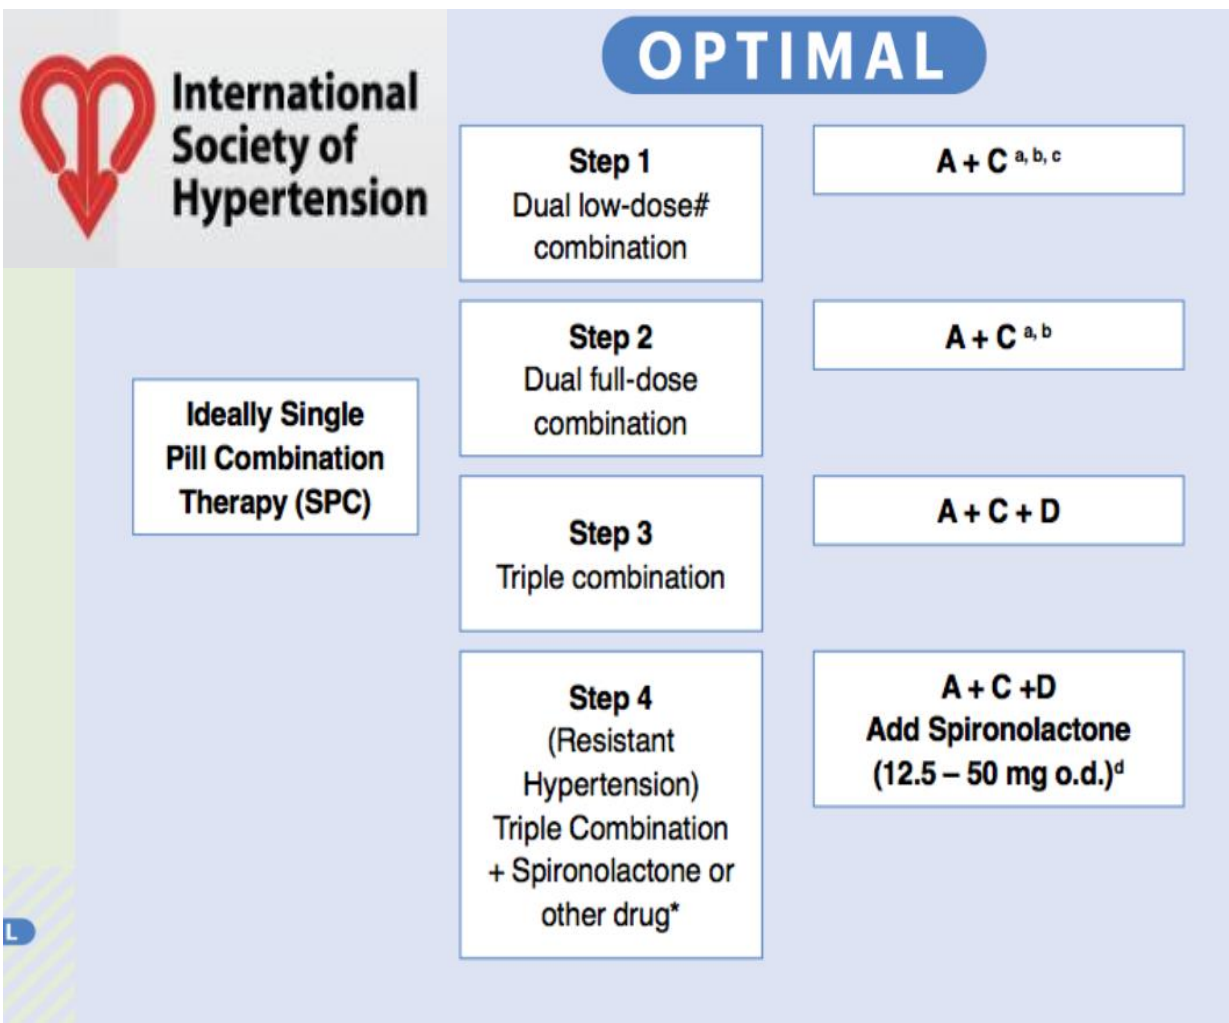 International
Society of
Hypertension
OPTIMAL
Step 1
Dual low-dose#
combination
A + C a, b, c
Step 2
Dual full-dose
combination
A + C a, b
Ideally Single
Pill Combination
Therapy (SPC)
Step 3
Triple combination
A + C + D
Step 4
(Resistant
Hypertension)
Triple Combination
+ Spironolactone or
other drug*
A + C +D
Add Spironolactone
(12.5 – 50 mg o.d.)d
L